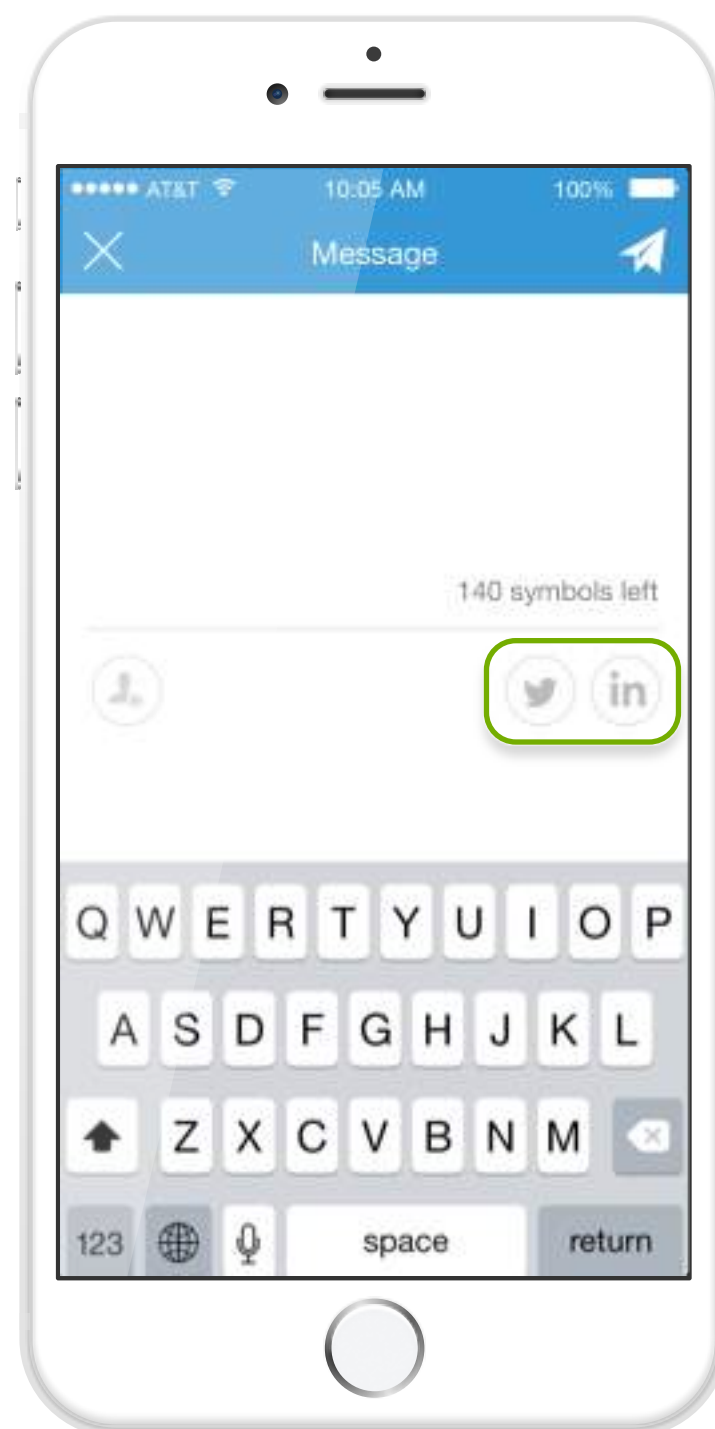 AT&T 10:05 AM 100%
Message
140 symbols left
in
Q W E R T Y U I O P
A S D F G H J K L
Z X C V B N M
123 space return